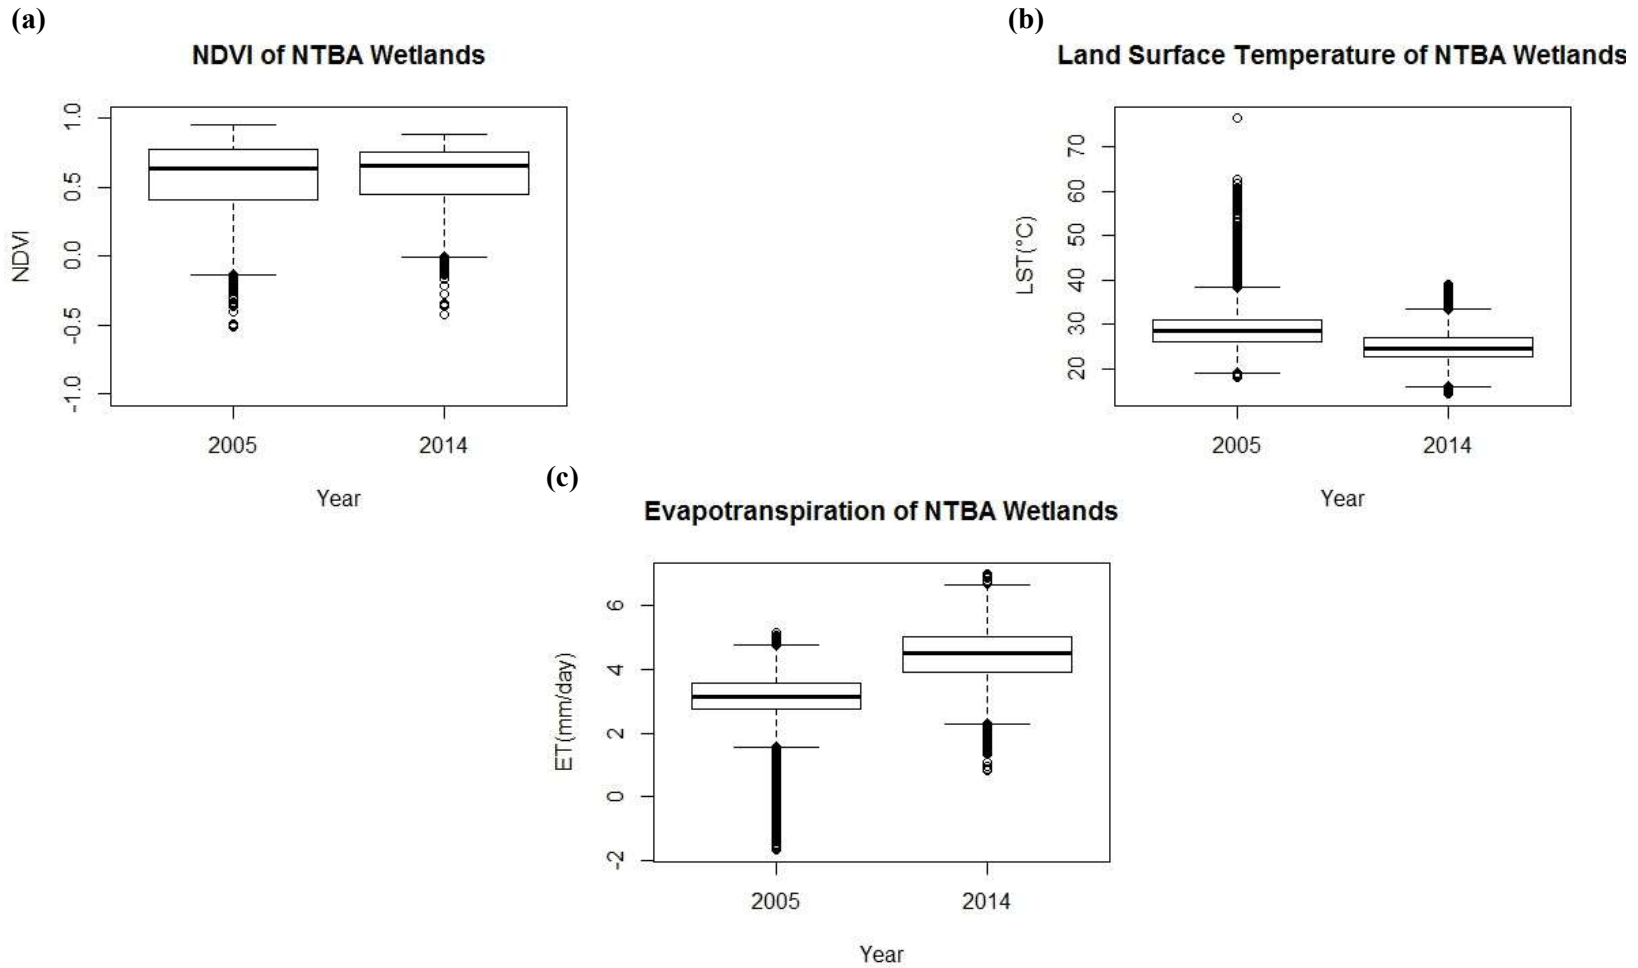 (a)
NDVI of NTBA Wetlands
1.0
0.5
0.0
-0.5
-1.0
NDVI
2005 2014
Year
(b)
Land Surface Temperature of NTBA Wetlands
70
60
50
40
30
20
LST(°C)
2005 2014
Year
(c)
Evapotranspiration of NTBA Wetlands
6
4
2
0
-2
ET(mm/day)
2005 2014
Year